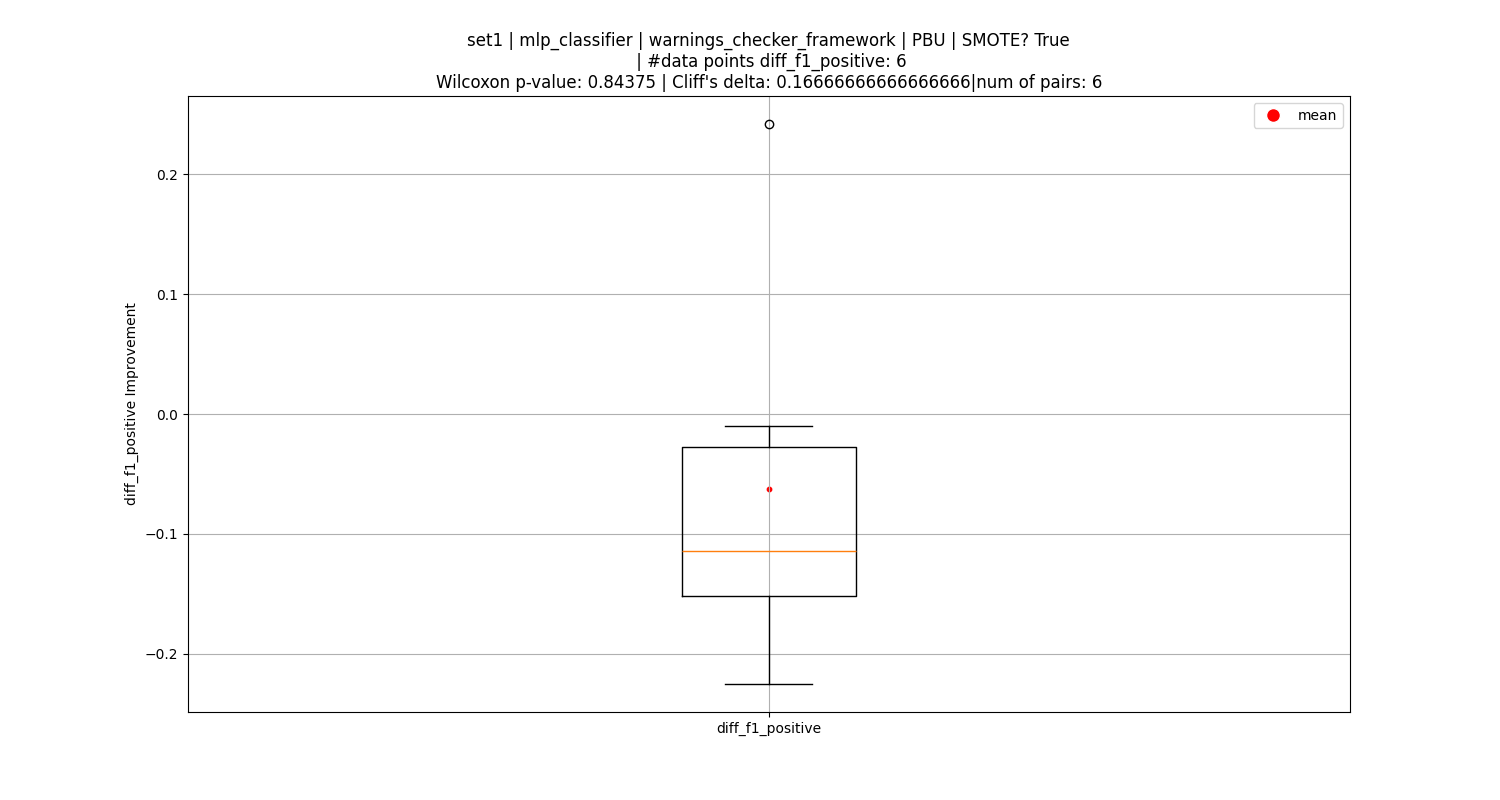 set1 | mlp_classifier | warnings_checker_framework | PBU | SMOTE? True
| #data points diff_f1_positive: 6
Wilcoxon p-value: 0.84375 | Cliff's delta: 0.16666666666666666|num of pairs: 6
mean
0.2
0.1
0.0
−0.1
−0.2
diff_f1_positive Improvement
diff_f1_positive